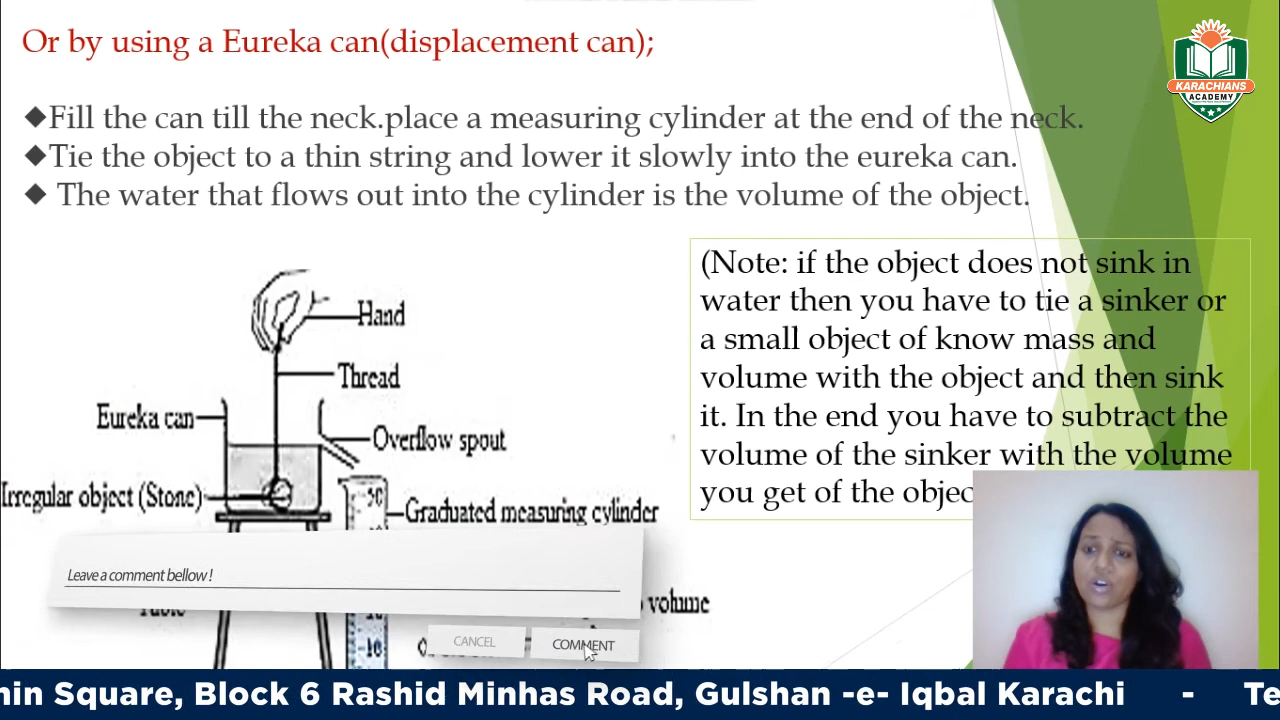 Or by using a Eureka can(displacement can);
KARACHIANS
ACADEMY
◆Fill the can till the neck.place a measuring cylinder at the end of the neck.
◆Tie the object to a thin string and lower it slowly into the eureka can.
◆ The water that flows out into the cylinder is the volume of the object.
(Note: if the object does not sink in
water then you have to tie a sinker or
a small object of know mass and
volume with the object and then sink
it. In the end you have to subtract the
volume of the sinker with the volume
you get of the objec
Hand
Thread
Eureka can
Overflow spout
Irregular object (Stone)
50
Graduated measuring cylinder
Leave a comment bellow!
volume
10
CANCEL
COMMENT
min Square, Block 6 Rashid Minhas Road, Gulshan -e- Iqbal Karachi - Te